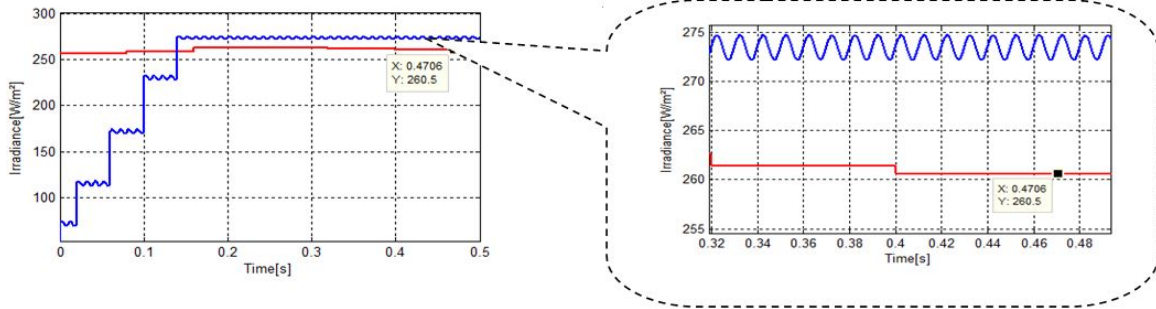 300
250
200
150
100
Irradiance[W/m²]
X: 0.4706
Y: 260.5
0 0.1 0.2 0.3 0.4 0.5
Time[s]
275
270
265
260
255
Irradiance[W/m²]
X: 0.4706
Y: 260.5
0.32 0.34 0.36 0.38 0.4 0.42 0.44 0.46 0.48
Time[s]